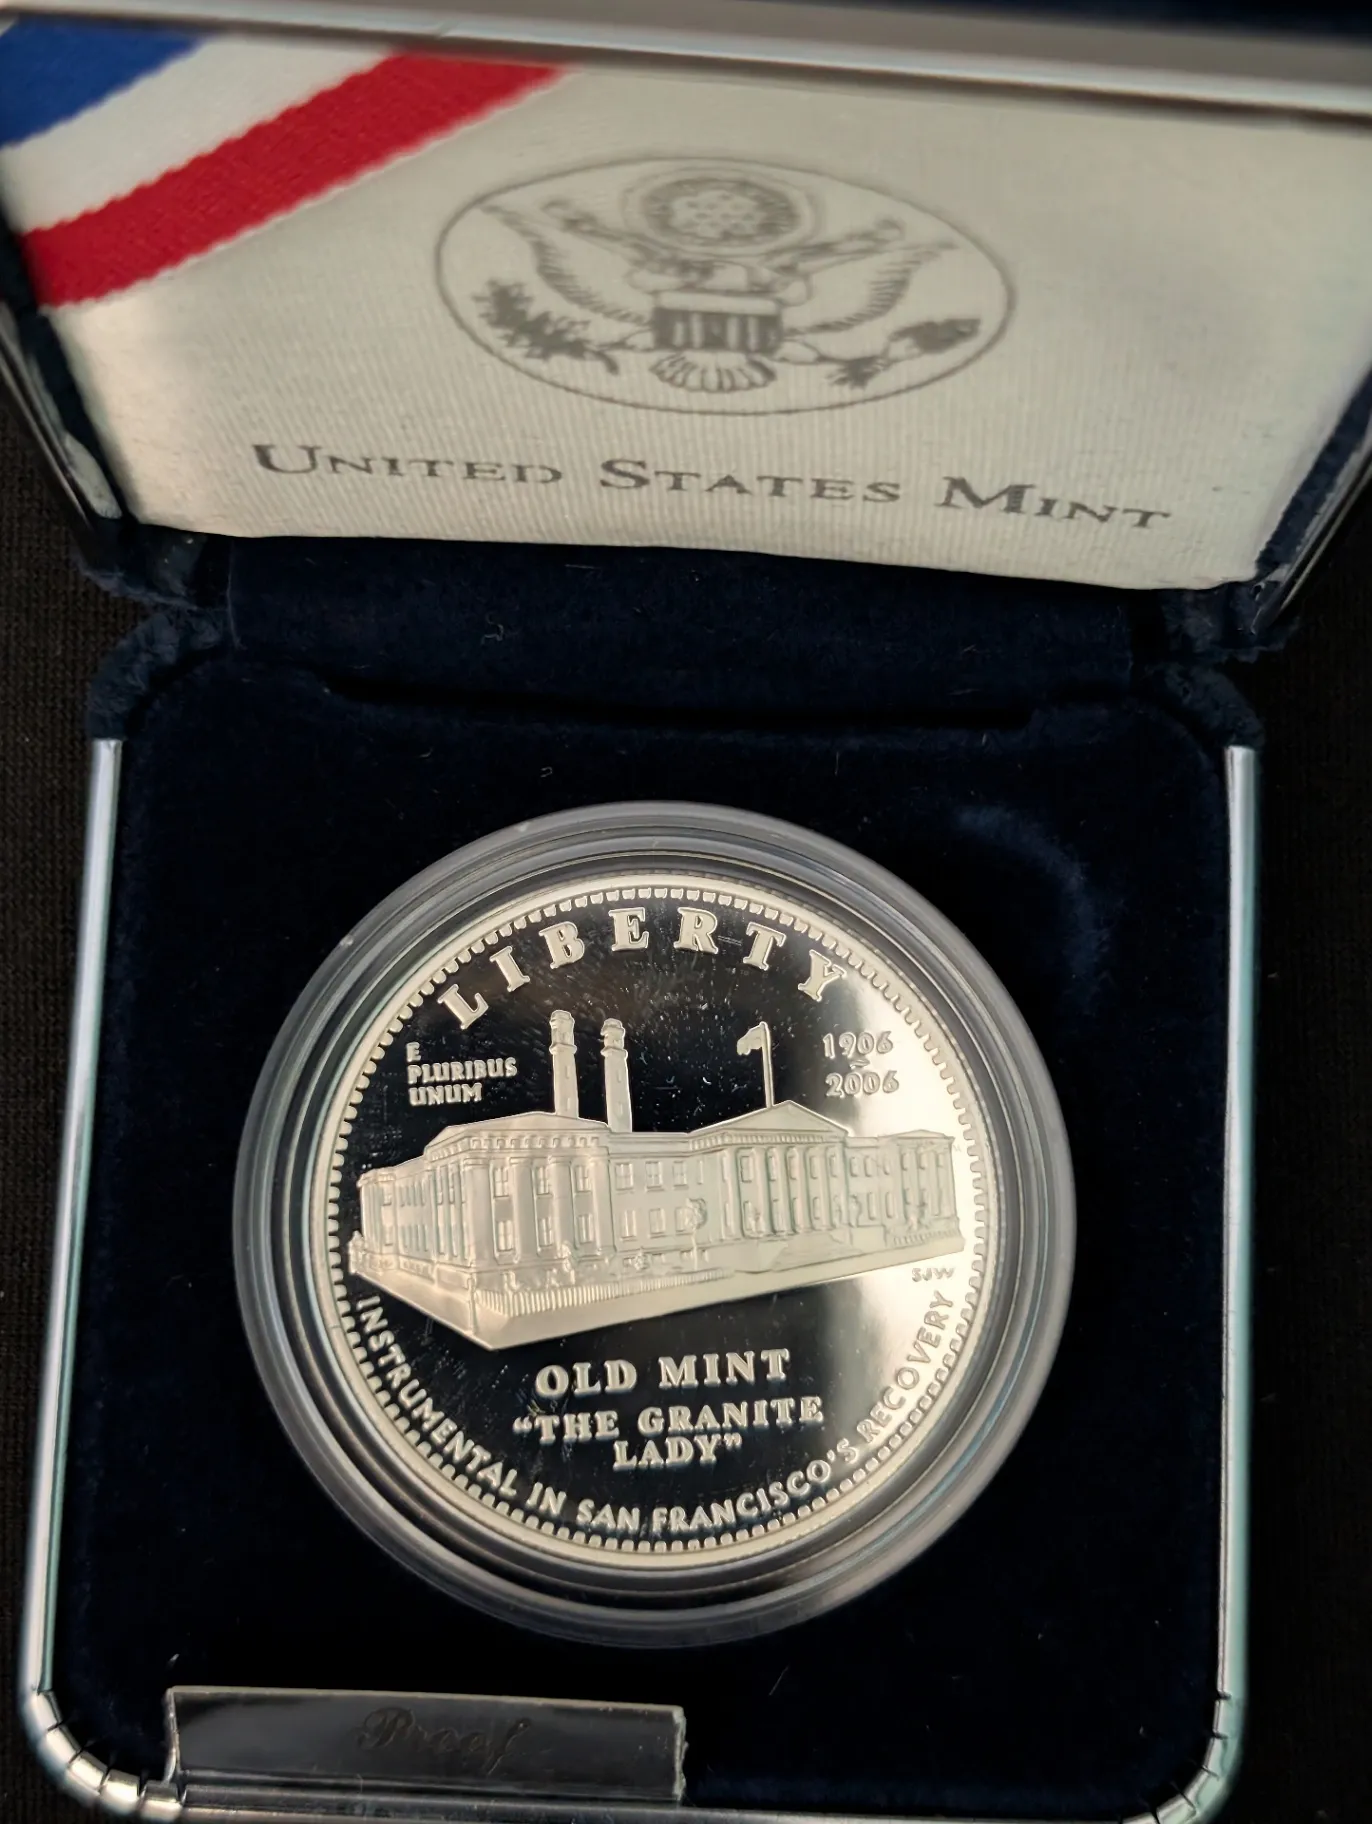 UNITED STATES MINT
LIBERTY
E
PLURIBUS
UNUM
1906
2006
SJW
OLD MINT
"THE GRANITE
LADY"
INSTRUMENTAL IN SAN FRANCISCO'S RECOVERY
Proof